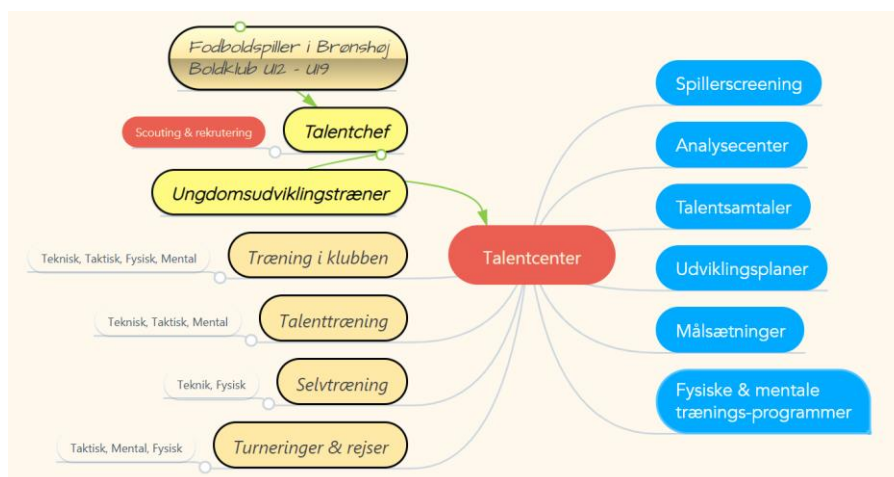 Fodboldspiller i Brønshøj
Boldklub U12 - U19
Scouting & rekrutering
Talentchef
Ungdomsudviklingstræner
Teknisk, Taktisk, Fysisk, Mental
Træning i klubben
Teknisk, Taktisk, Mental
Talenttræning
Teknik, Fysisk
Selvtræning
Taktisk, Mental, Fysisk
Turneringer & rejser
Talentcenter
Spillerscreening
Analysecenter
Talentsamtaler
Udviklingsplaner
Målsætninger
Fysiske & mentale
trænings-programmer